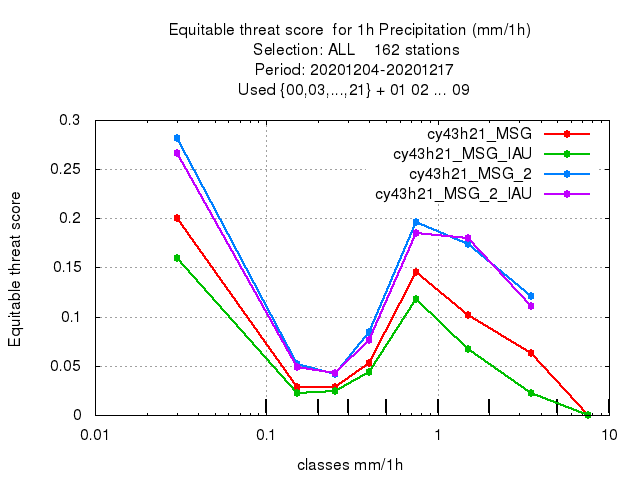 Equitable threat score  for 1h Precipitation (mm/1h)
Selection: ALL    162 stations
Period: 20201204-20201217
Used {00,03,...,21} + 01 02 ... 09
cy43h21_MSG
cy43h21_MSG_IAU
cy43h21_MSG_2
cy43h21_MSG_2_IAU
Equitable threat score
0.3
0.25
0.2
0.15
0.1
0.05
0
0.01
0.1
1
10
classes mm/1h